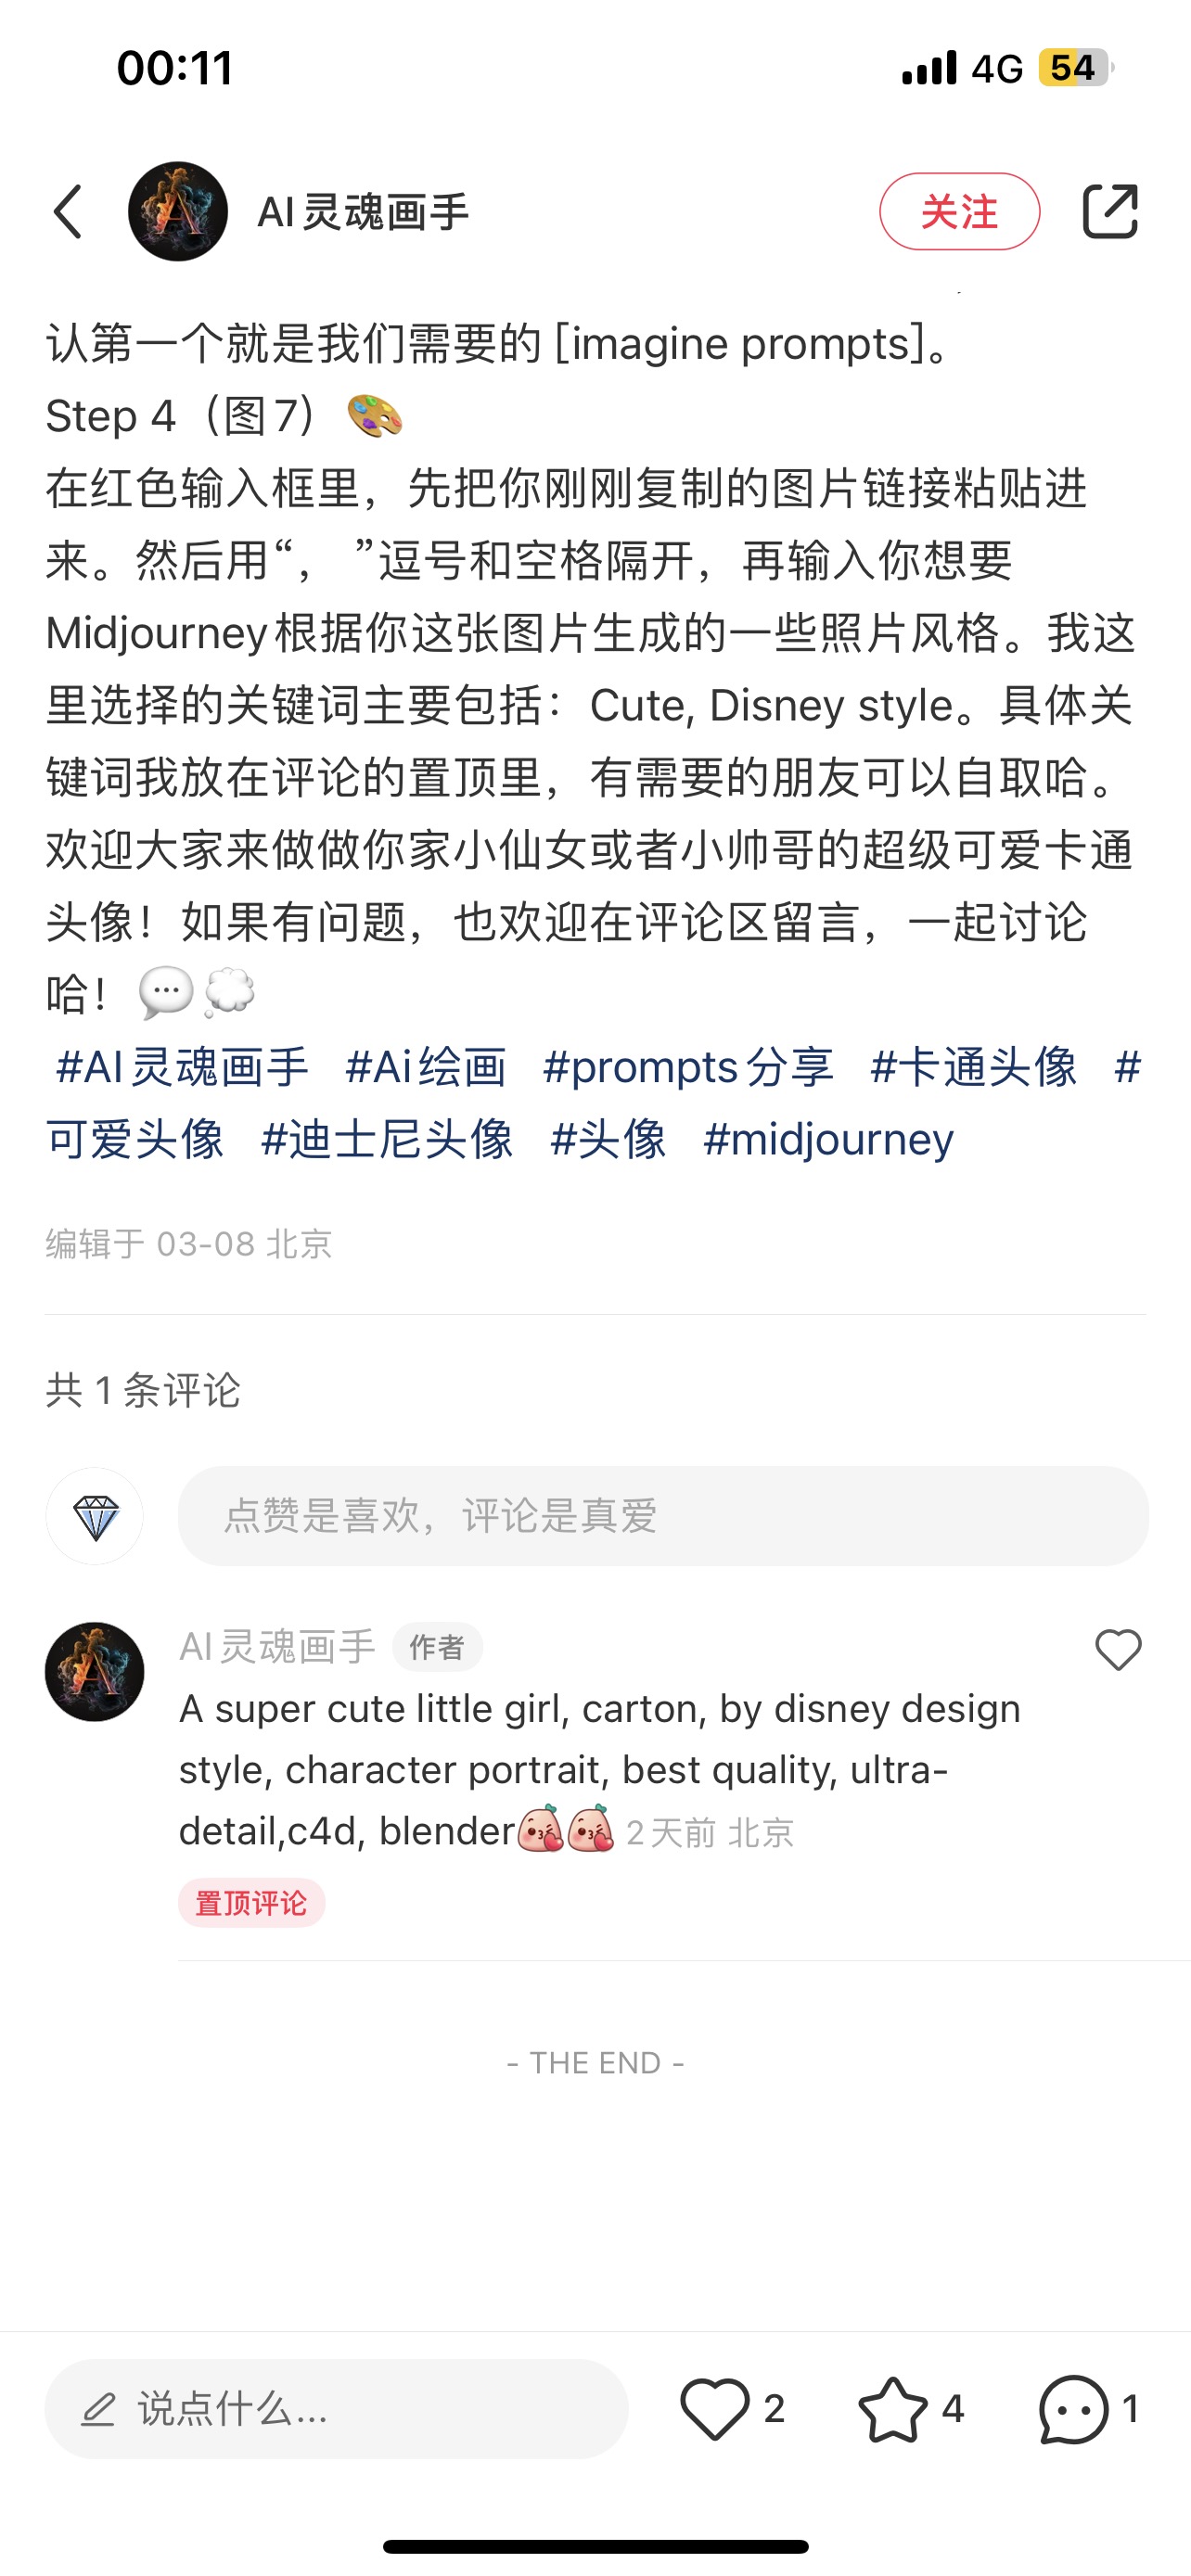 00:11
4G 54
AI灵魂画手
关注
认第一个就是我们需要的 [imagine prompts]。
Step 4（图7）🎨
在红色输入框里，先把你刚刚复制的图片链接粘贴进
来。然后用“， ”逗号和空格隔开，再输入你想要
Midjourney根据你这张图片生成的一些照片风格。我这
里选择的关键词主要包括：Cute, Disney style。具体关
键词我放在评论的置顶里，有需要的朋友可以自取哈。
欢迎大家来做做你家小仙女或者小帅哥的超级可爱卡通
头像！如果有问题，也欢迎在评论区留言，一起讨论
哈！💬💭
#AI灵魂画手 #Ai绘画 #prompts分享 #卡通头像 #
可爱头像 #迪士尼头像 #头像 #midjourney
编辑于 03-08 北京
共 1 条评论
点赞是喜欢，评论是真爱
AI灵魂画手 作者
A super cute little girl, carton, by disney design
style, character portrait, best quality, ultra-
detail,c4d, blender 2天前 北京
置顶评论
- THE END -
说点什么...
2
4
1